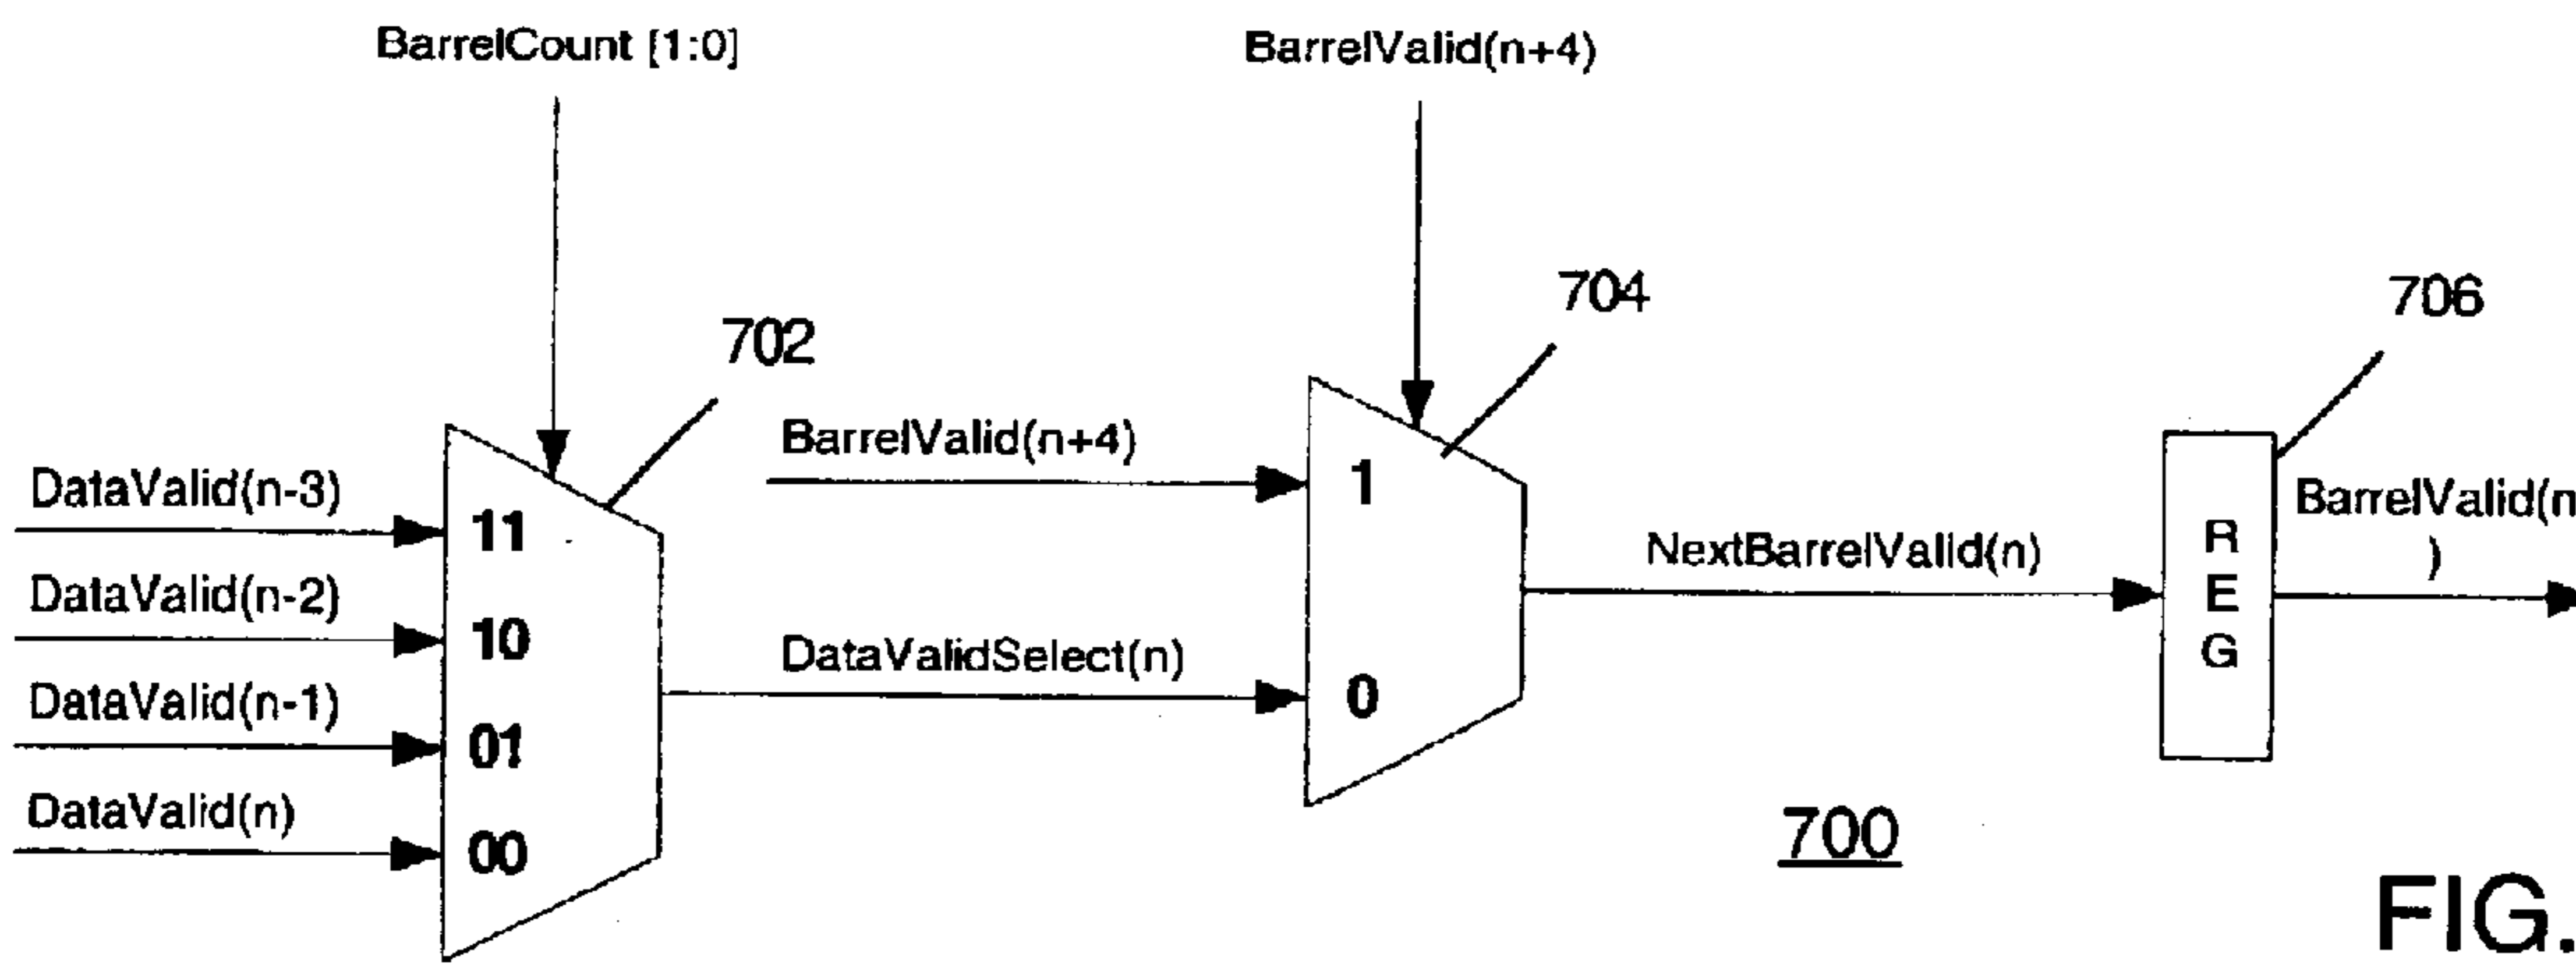 BarrelCount [1:0]
BarrelValid(n+4)
702
704
706
DataValid(n-3)
DataValid(n-2)
DataValid(n-1)
DataValid(n)
11
10
01
00
BarrelValid(n+4)
DataValidSelect(n)
1
0
NextBarrelValid(n)
R
E
G
BarrelValid(n
)
700
FIG.